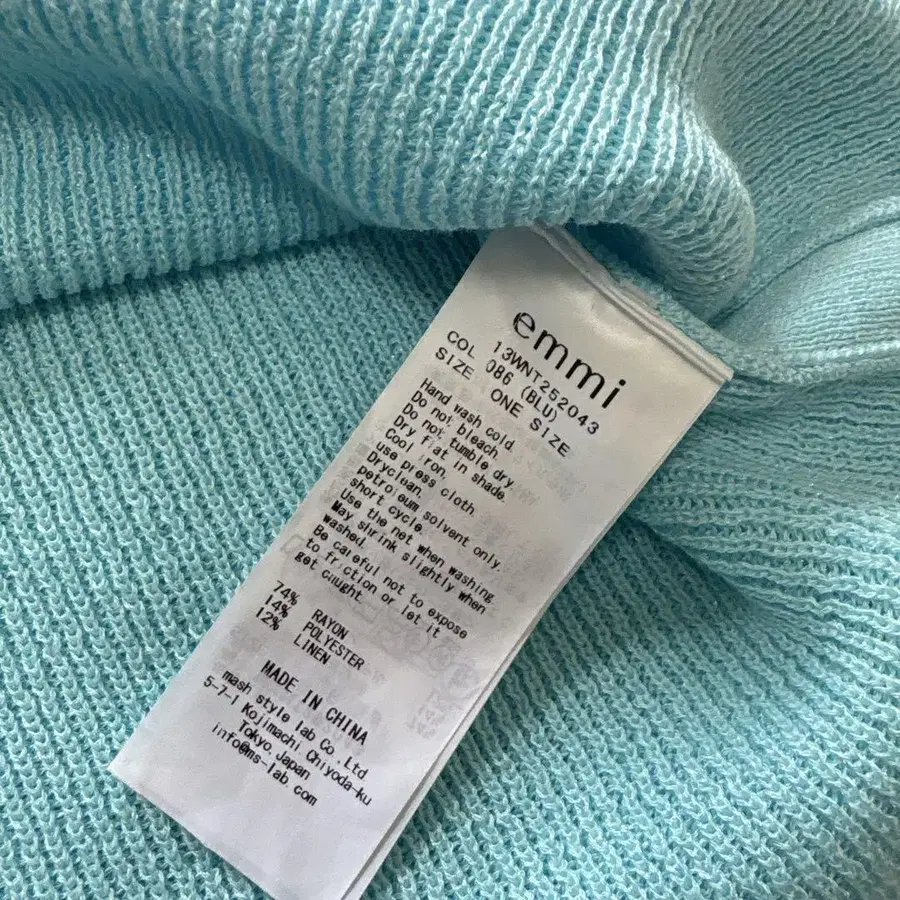 emmi
13WNT252043
COL 086 (BLU)
SIZE ONE SIZE
Hand wash cold.
Do not bleach.
Do not tumble dry.
Dry flat in shade.
Cool iron.
use press cloth
Dryclean.
petroleum solvent only.
short cycle
Use the net when washing.
May shrink slightly when
washed.
Be careful not to expose
to friction or let it
get caught.
74% RAYON
14% POLYESTER
12% LINEN
MADE IN CHINA
mash style lab Co.,Ltd.
5-7-1 Kojimachi Chiyoda-ku
Tokyo.Japan
info@ms-lab.com